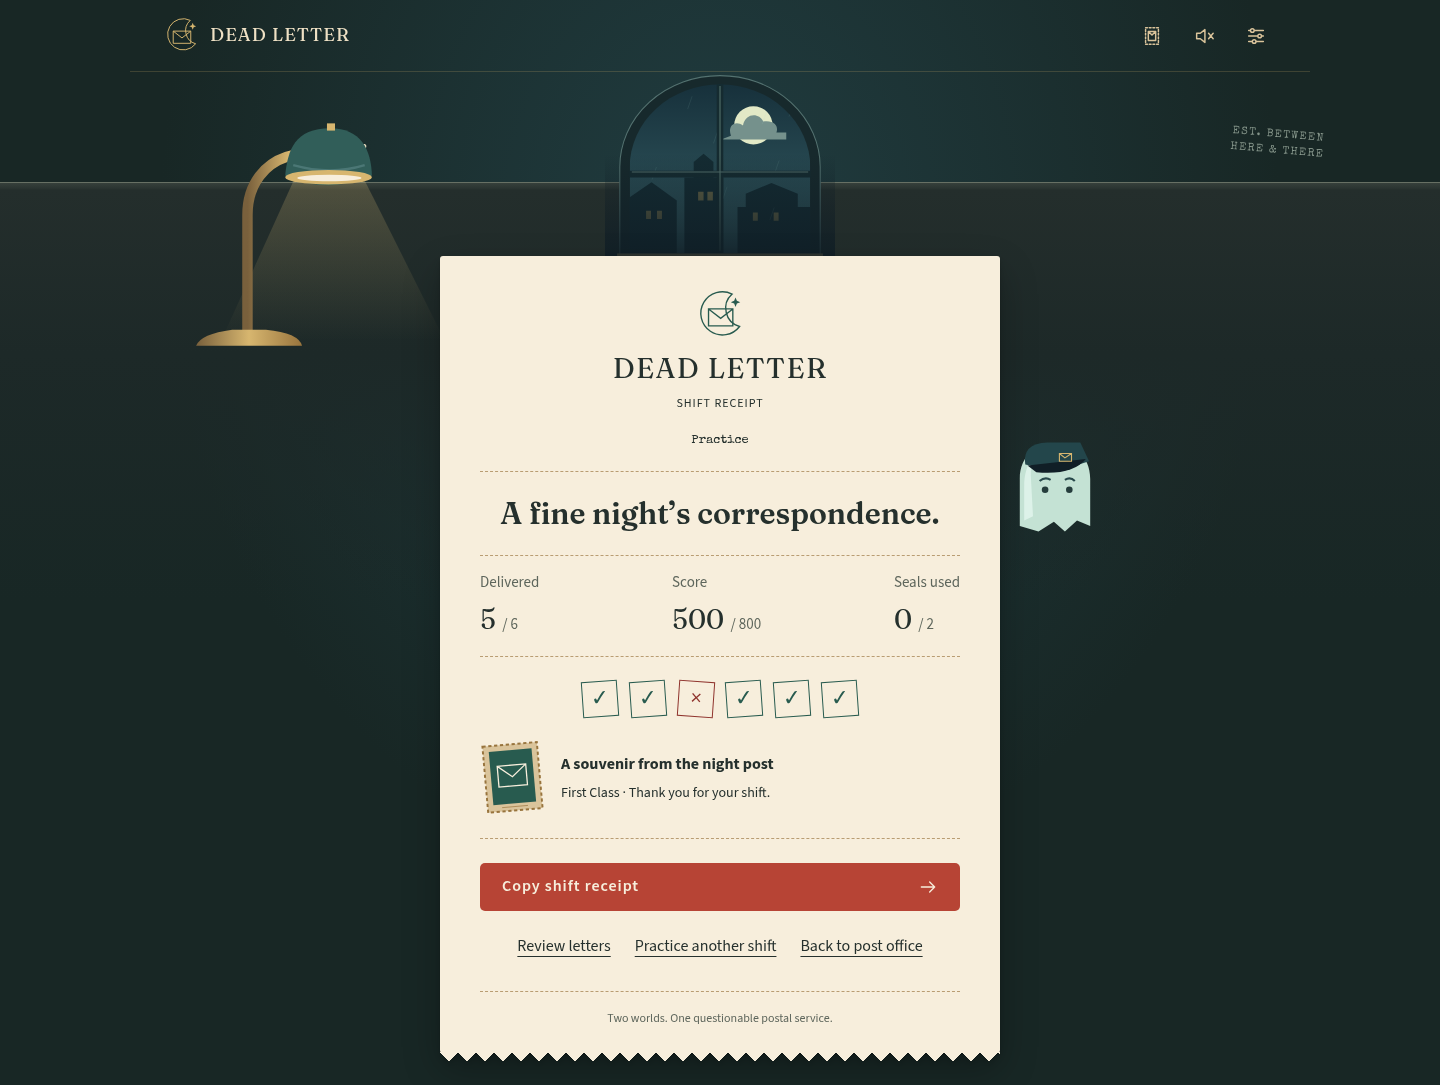 DEAD LETTER
EST. BETWEEN
HERE & THERE
DEAD LETTER
SHIFT RECEIPT
Practice
A fine night’s correspondence.
Delivered Score Seals used
5 / 6 500 / 800 0 / 2
✓ ✓ × ✓ ✓ ✓
A souvenir from the night post
First Class · Thank you for your shift.
Copy shift receipt →
Review letters Practice another shift Back to post office
Two worlds. One questionable postal service.